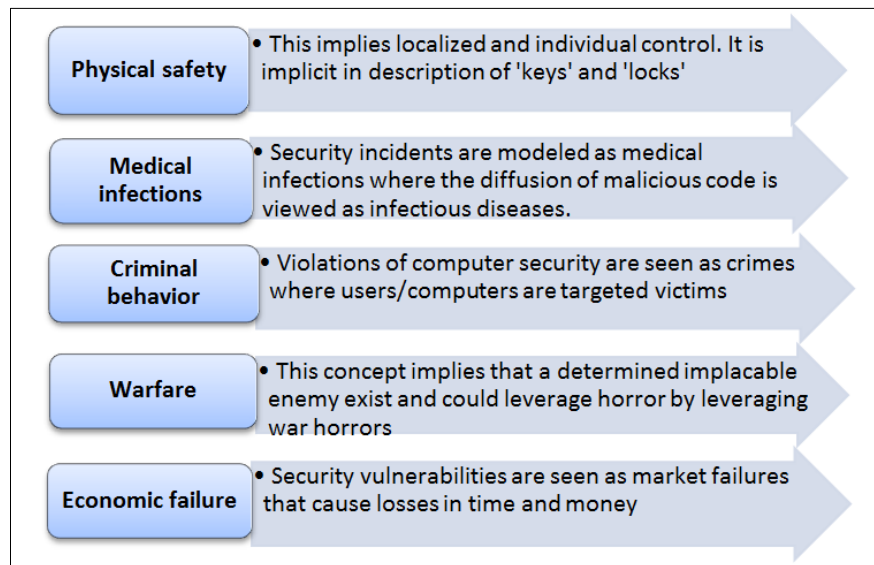 Physical safety
• This implies localized and individual control. It is
implicit in description of 'keys' and 'locks'
Medical
infections
• Security incidents are modeled as medical
infections where the diffusion of malicious code is
viewed as infectious diseases.
Criminal
behavior
• Violations of computer security are seen as crimes
where users/computers are targeted victims
Warfare
• This concept implies that a determined implacable
enemy exist and could leverage horror by leveraging
war horrors
Economic failure
• Security vulnerabilities are seen as market failures
that cause losses in time and money